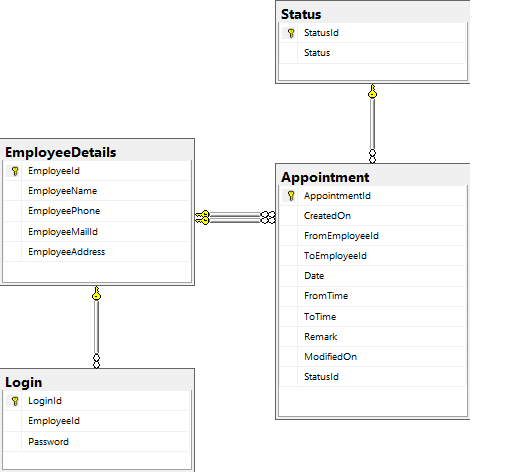 Status
StatusId
Status
EmployeeDetails
EmployeeId
EmployeeName
EmployeePhone
EmployeeMailId
EmployeeAddress
Appointment
AppointmentId
CreatedOn
FromEmployeeId
ToEmployeeId
Date
FromTime
ToTime
Remark
ModifiedOn
StatusId
Login
LoginId
EmployeeId
Password